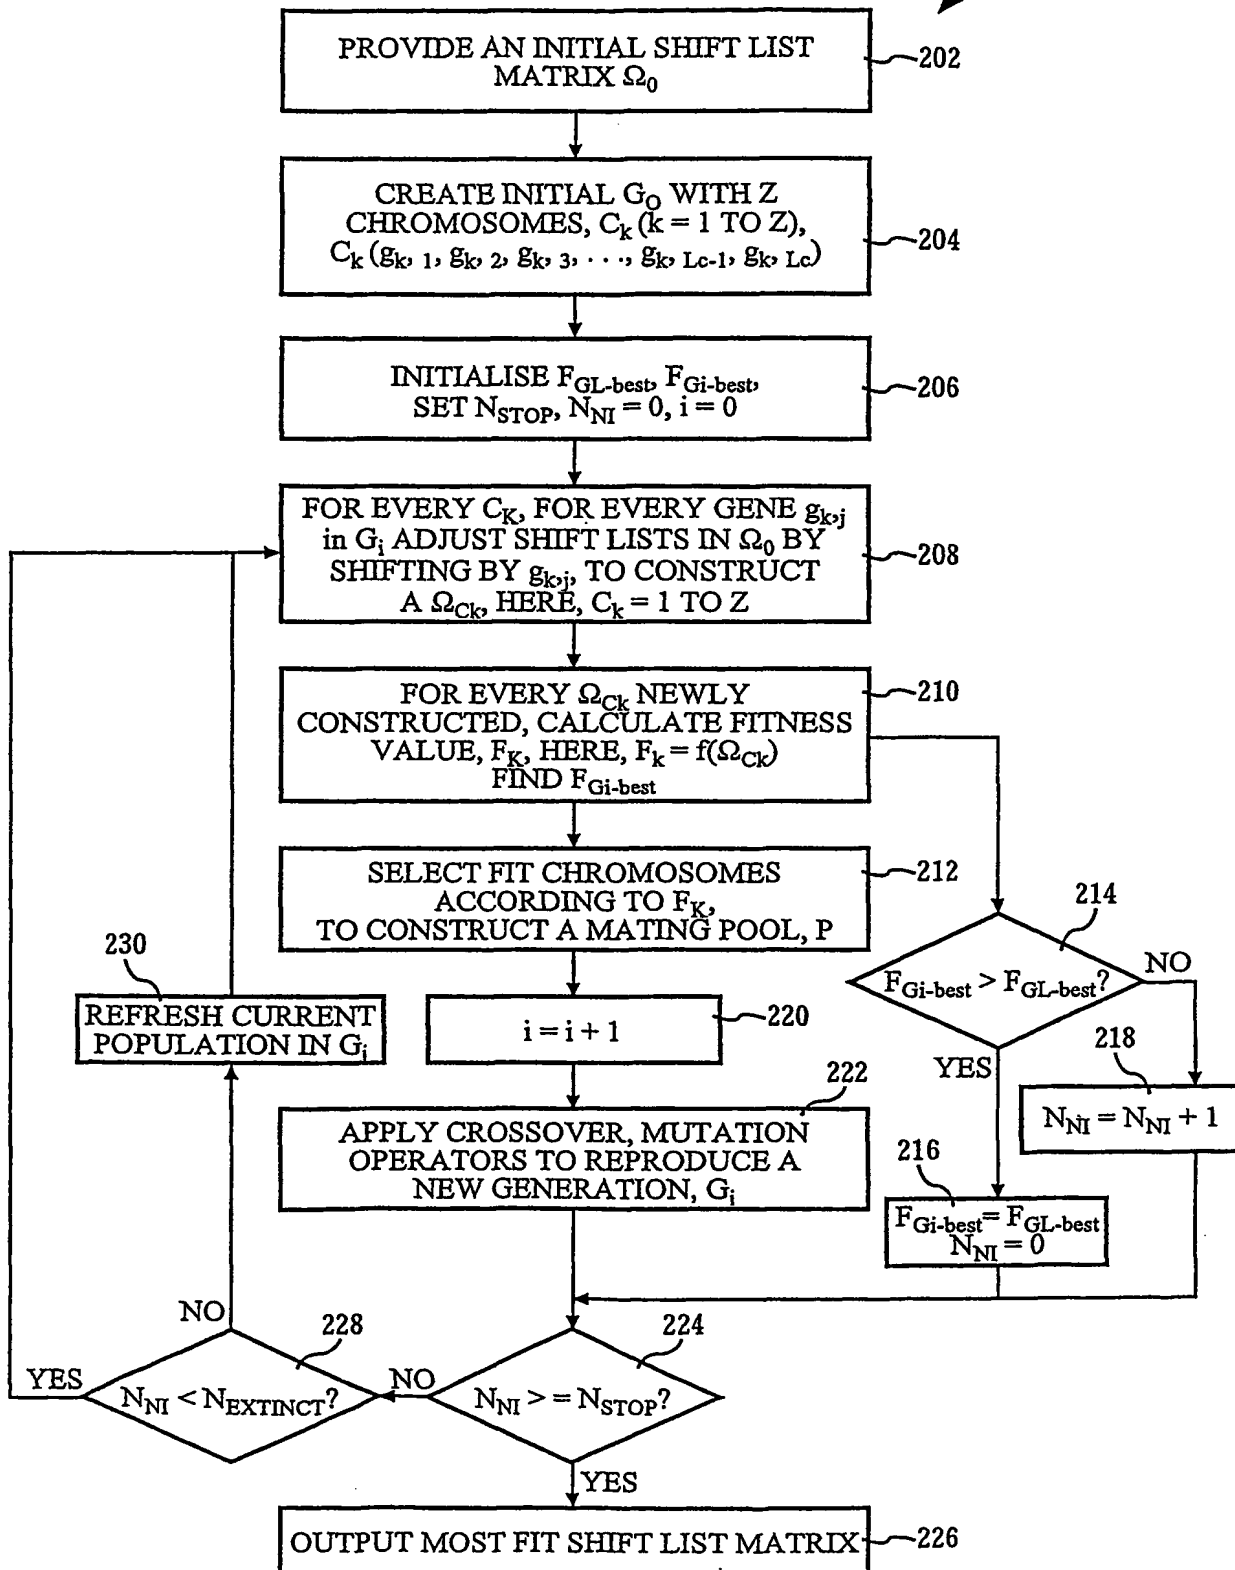 PROVIDE AN INITIAL SHIFT LIST
MATRIX Ω0
202
CREATE INITIAL GO WITH Z
CHROMOSOMES, Ck (k = 1 TO Z),
Ck (gk, 1, gk, 2, gk, 3, . . ., gk, Lc-1, gk, Lc)
204
INITIALISE FGL-best, FGi-best,
SET NSTOP, NNI = 0, i = 0
206
FOR EVERY CK, FOR EVERY GENE gk,j
in Gi ADJUST SHIFT LISTS IN Ω0 BY
SHIFTING BY gk,j, TO CONSTRUCT
A ΩCk, HERE, Ck = 1 TO Z
208
FOR EVERY ΩCk NEWLY
CONSTRUCTED, CALCULATE FITNESS
VALUE, FK, HERE, Fk = f(ΩCk)
FIND FGi-best
210
SELECT FIT CHROMOSOMES
ACCORDING TO FK,
TO CONSTRUCT A MATING POOL, P
212
214
FGi-best > FGL-best?
NO
YES
230
REFRESH CURRENT
POPULATION IN Gi
i = i + 1
220
218
NNI = NNI + 1
222
APPLY CROSSOVER, MUTATION
OPERATORS TO REPRODUCE A
NEW GENERATION, Gi
216
FGi-best = FGL-best
NNI = 0
NO
228
YES
NNI < NEXTINCT?
NO
224
NNI > = NSTOP?
YES
OUTPUT MOST FIT SHIFT LIST MATRIX
226